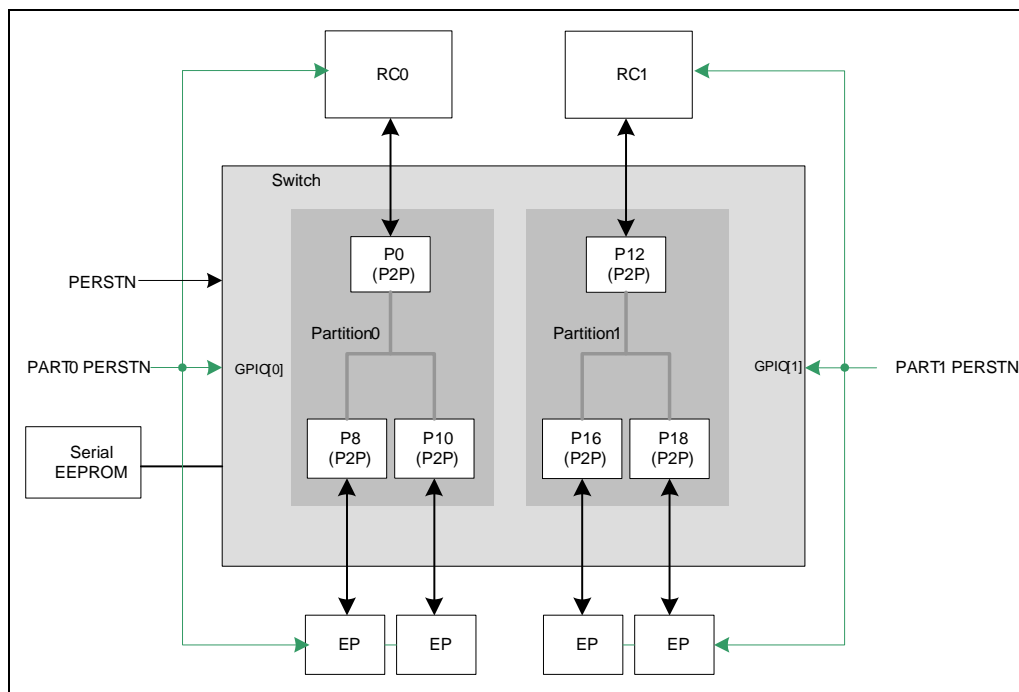 RC0
RC1
Switch
P0
(P2P)
P12
(P2P)
PERSTN
Partition0
Partition1
PART0 PERSTN
GPIO[0]
GPIO[1]
PART1 PERSTN
P8
(P2P)
P10
(P2P)
P16
(P2P)
P18
(P2P)
Serial
EEPROM
EP
EP
EP
EP